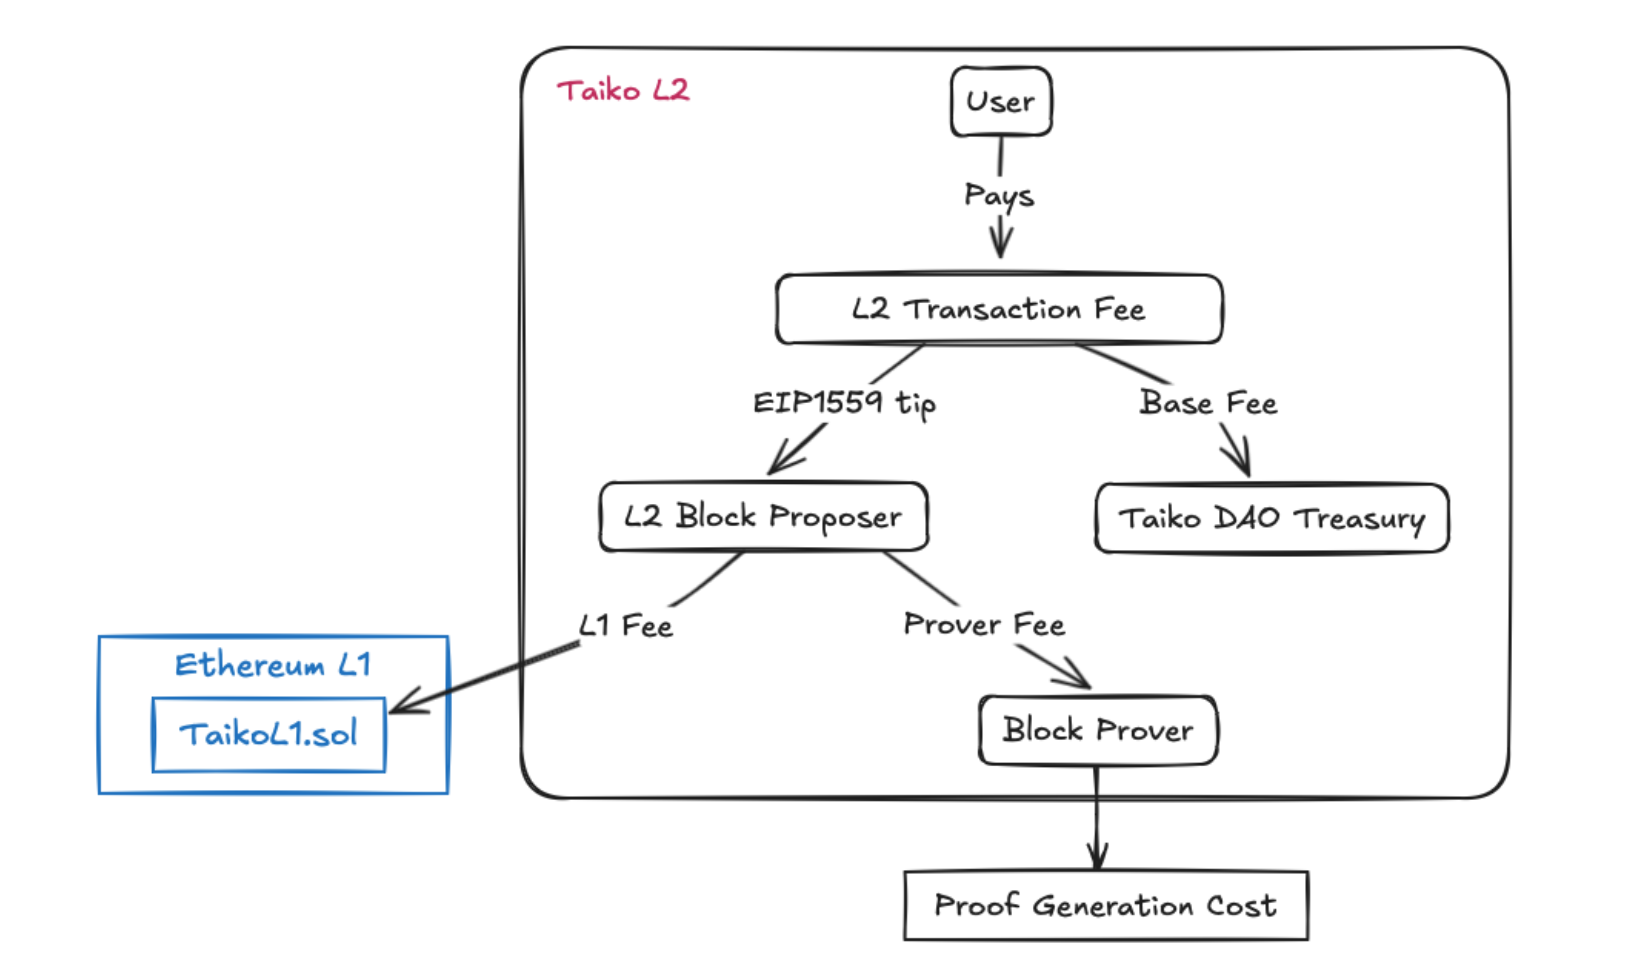 Taiko L2
User
Pays
L2 Transaction Fee
EIP1559 tip
Base Fee
L2 Block Proposer
Taiko DAO Treasury
L1 Fee
Prover Fee
Ethereum L1
TaikoL1.sol
Block Prover
Proof Generation Cost